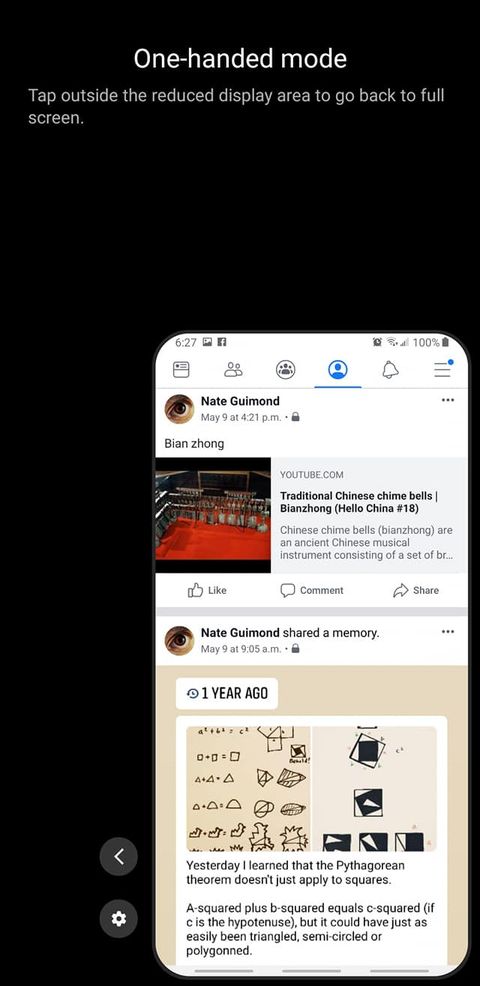 One-handed mode
Tap outside the reduced display area to go back to full
screen.
6:27
100%
Nate Guimond
May 9 at 4:21 p.m. •
Bian zhong
YOUTUBE.COM
Traditional Chinese chime bells |
Bianzhong (Hello China #18)
Chinese chime bells (bianzhong) are
an ancient Chinese musical
instrument consisting of a set of br...
Like
Comment
Share
Nate Guimond shared a memory.
May 9 at 9:05 a.m. •
1 YEAR AGO
a² + b² = c²
Behold!
c²
Yesterday I learned that the Pythagorean
theorem doesn't just apply to squares.
A-squared plus b-squared equals c-squared (if
c is the hypotenuse), but it could have just as
easily been triangled, semi-circled or
polygonned.